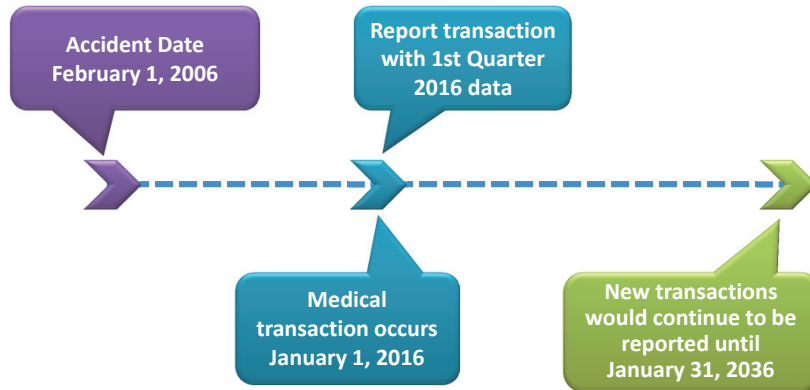 Accident Date
February 1, 2006
Report transaction
with 1st Quarter
2016 data
Medical
transaction occurs
January 1, 2016
New transactions
would continue to be
reported until
January 31, 2036